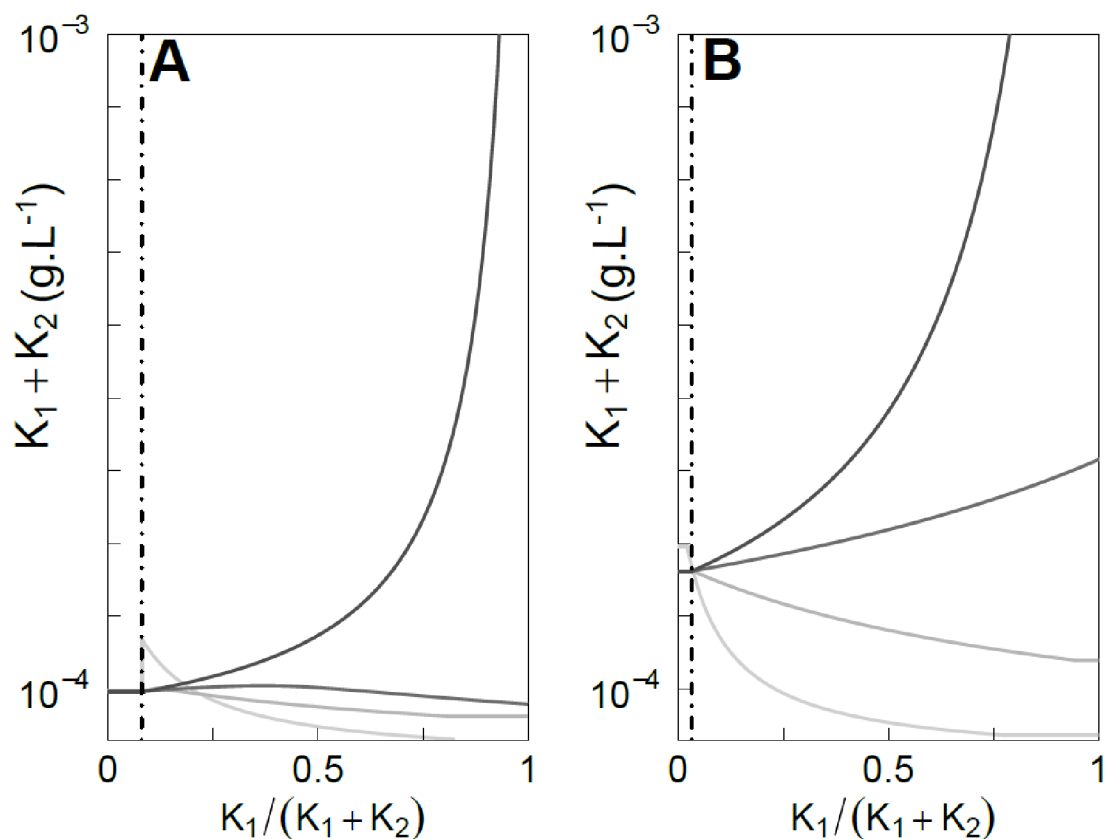 A
B
10⁻³
10⁻³
K₁ + K₂ (g.L⁻¹)
K₁ + K₂ (g.L⁻¹)
10⁻⁴
10⁻⁴
0 0.5 1
0 0.5 1
K₁/(K₁ + K₂)
K₁/(K₁ + K₂)